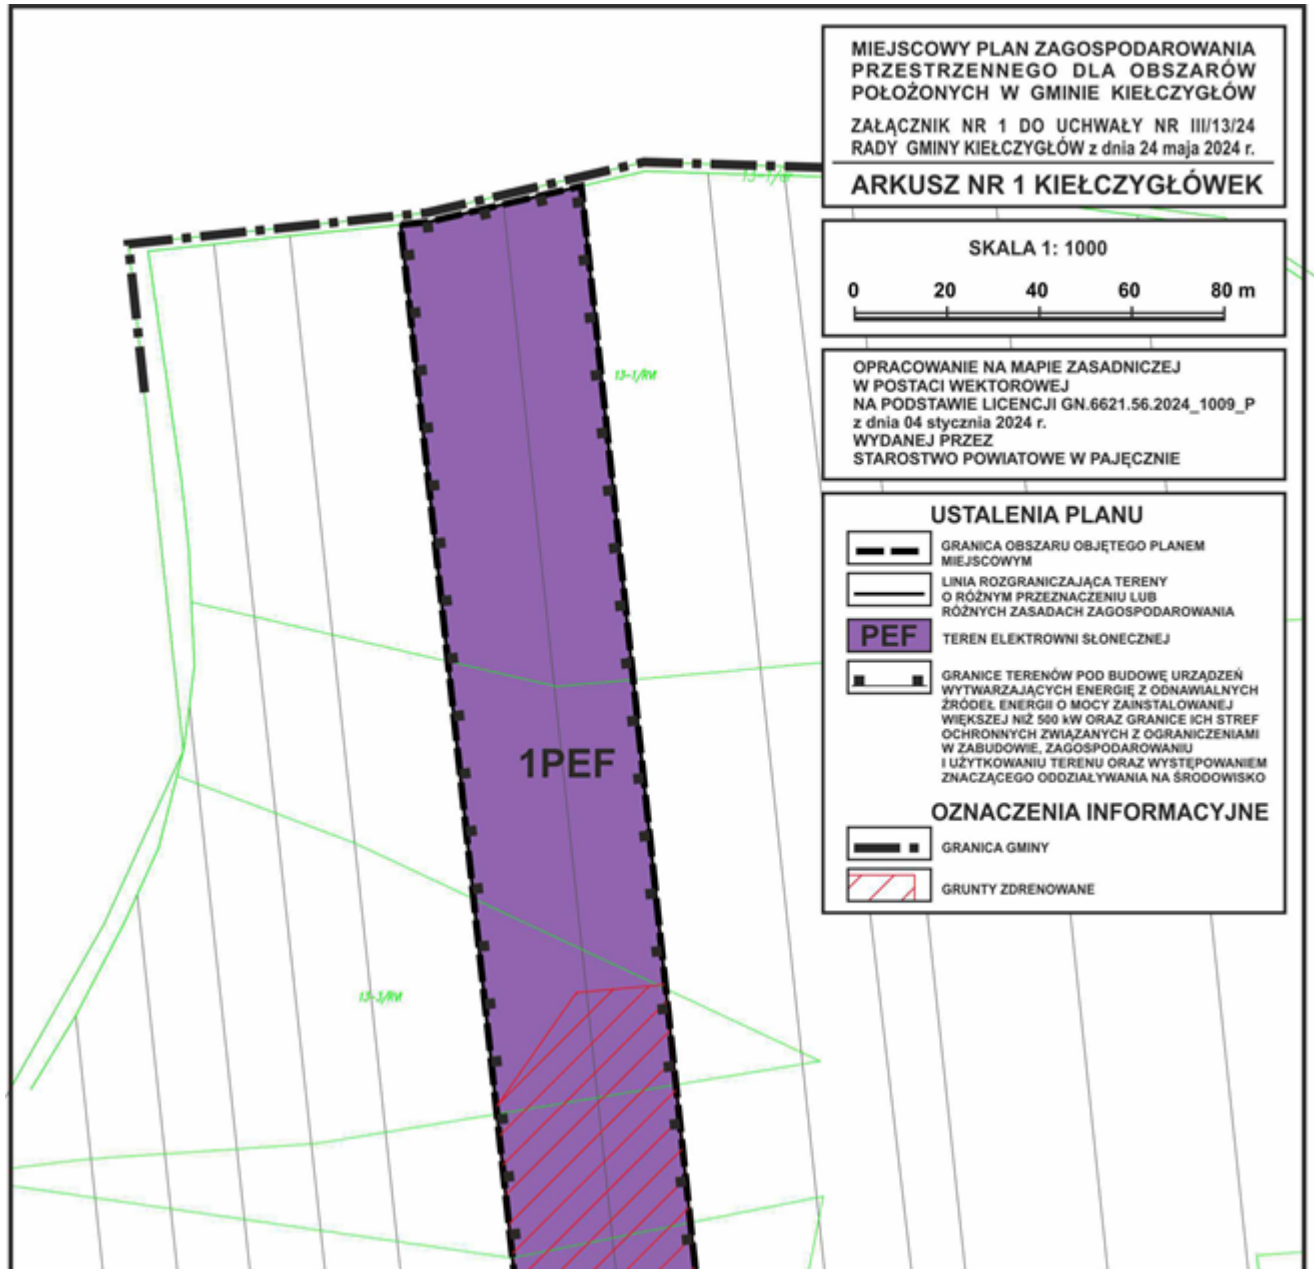 MIEJSCOWY PLAN ZAGOSPODAROWANIA
PRZESTRZENNEGO DLA OBSZARÓW
POŁOŻONYCH W GMINIE KIEŁCZYGŁÓW
ZAŁĄCZNIK NR 1 DO UCHWAŁY NR III/13/24
RADY GMINY KIEŁCZYGŁÓW z dnia 24 maja 2024 r.
ARKUSZ NR 1 KIEŁCZYGŁÓWEK
SKALA 1: 1000
0 20 40 60 80 m
OPRACOWANIE NA MAPIE ZASADNICZEJ
W POSTACI WEKTOROWEJ
NA PODSTAWIE LICENCJI GN.6621.56.2024_1009_P
z dnia 04 stycznia 2024 r.
WYDANEJ PRZEZ
STAROSTWO POWIATOWE W PAJĘCZNIE
USTALENIA PLANU
GRANICA OBSZARU OBJĘTEGO PLANEM
MIEJSCOWYM
LINIA ROZGRANICZAJĄCA TERENY
O RÓŻNYM PRZEZNACZENIU LUB
RÓŻNYCH ZASADACH ZAGOSPODAROWANIA
PEF TEREN ELEKTROWNI SŁONECZNEJ
GRANICE TERENÓW POD BUDOWĘ URZĄDZEŃ
WYTWARZAJĄCYCH ENERGIĘ Z ODNAWIALNYCH
ŹRÓDEŁ ENERGII O MOCY ZAINSTALOWANEJ
WIĘKSZEJ NIŻ 500 kW ORAZ GRANICE ICH STREF
OCHRONNYCH ZWIĄZANYCH Z OGRANICZENIAMI
W ZABUDOWIE, ZAGOSPODAROWANIU
I UŻYTKOWANIU TERENU ORAZ WYSTĘPOWANIEM
ZNACZĄCEGO ODDZIAŁYWANIA NA ŚRODOWISKO
OZNACZENIA INFORMACYJNE
GRANICA GMINY
GRUNTY ZDRENOWANE
13-1/RM
1PEF
13-3/RM